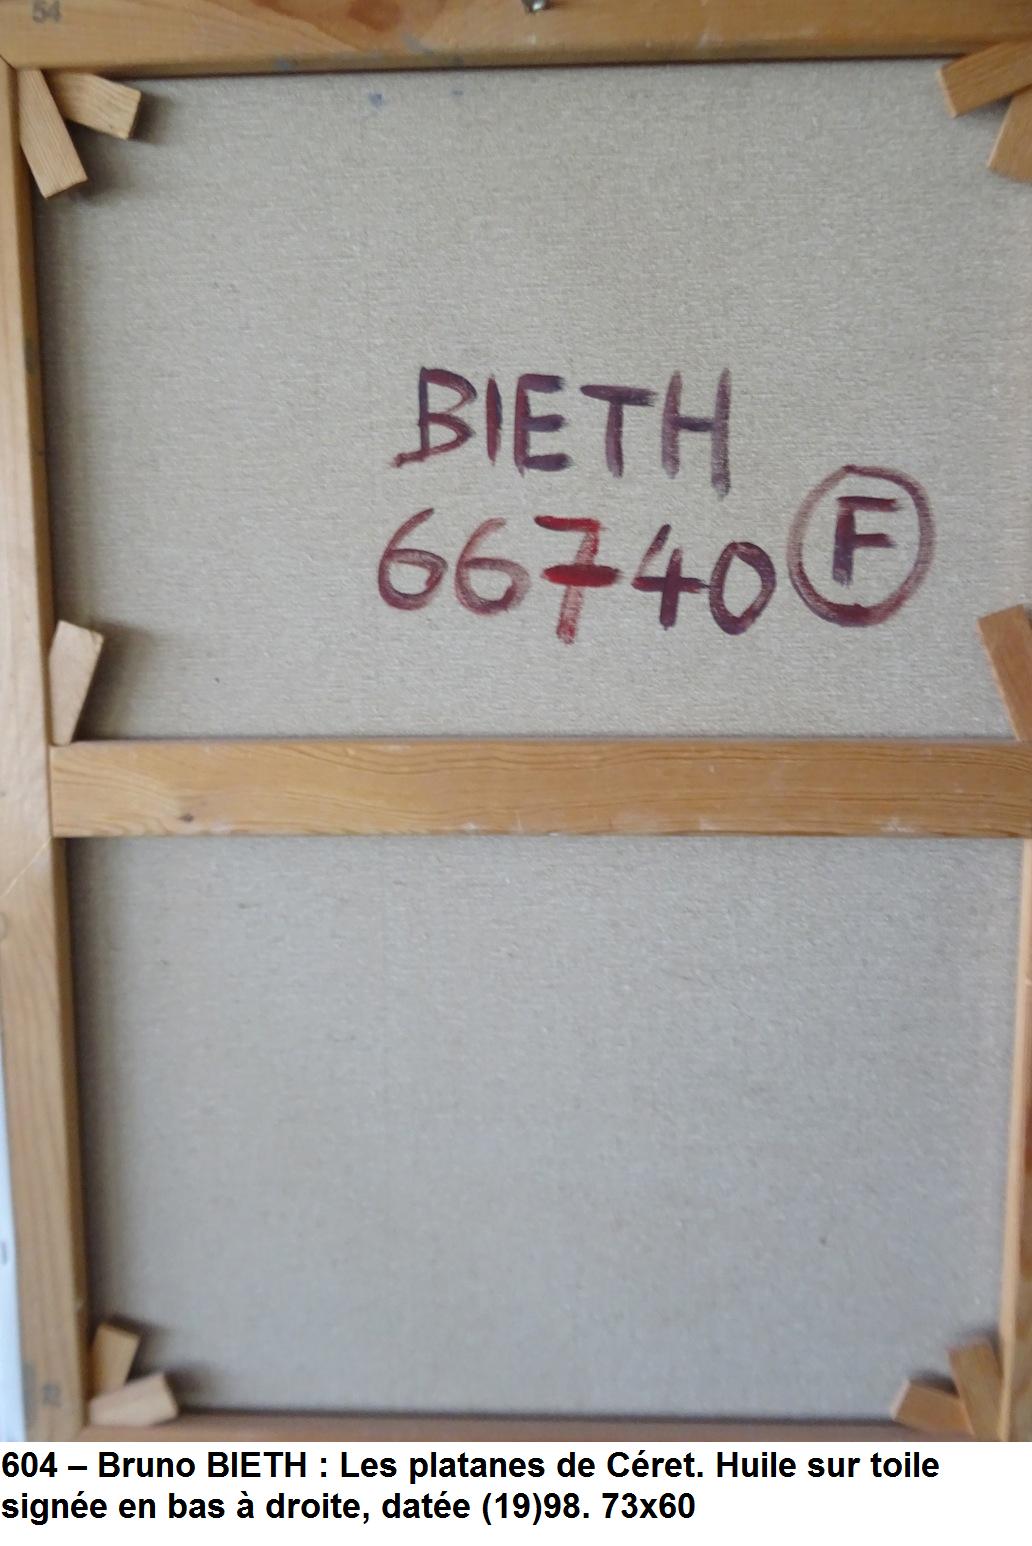 54
BIETH
66740 F
604 – Bruno BIETH : Les platanes de Céret. Huile sur toile
signée en bas à droite, datée (19)98. 73x60